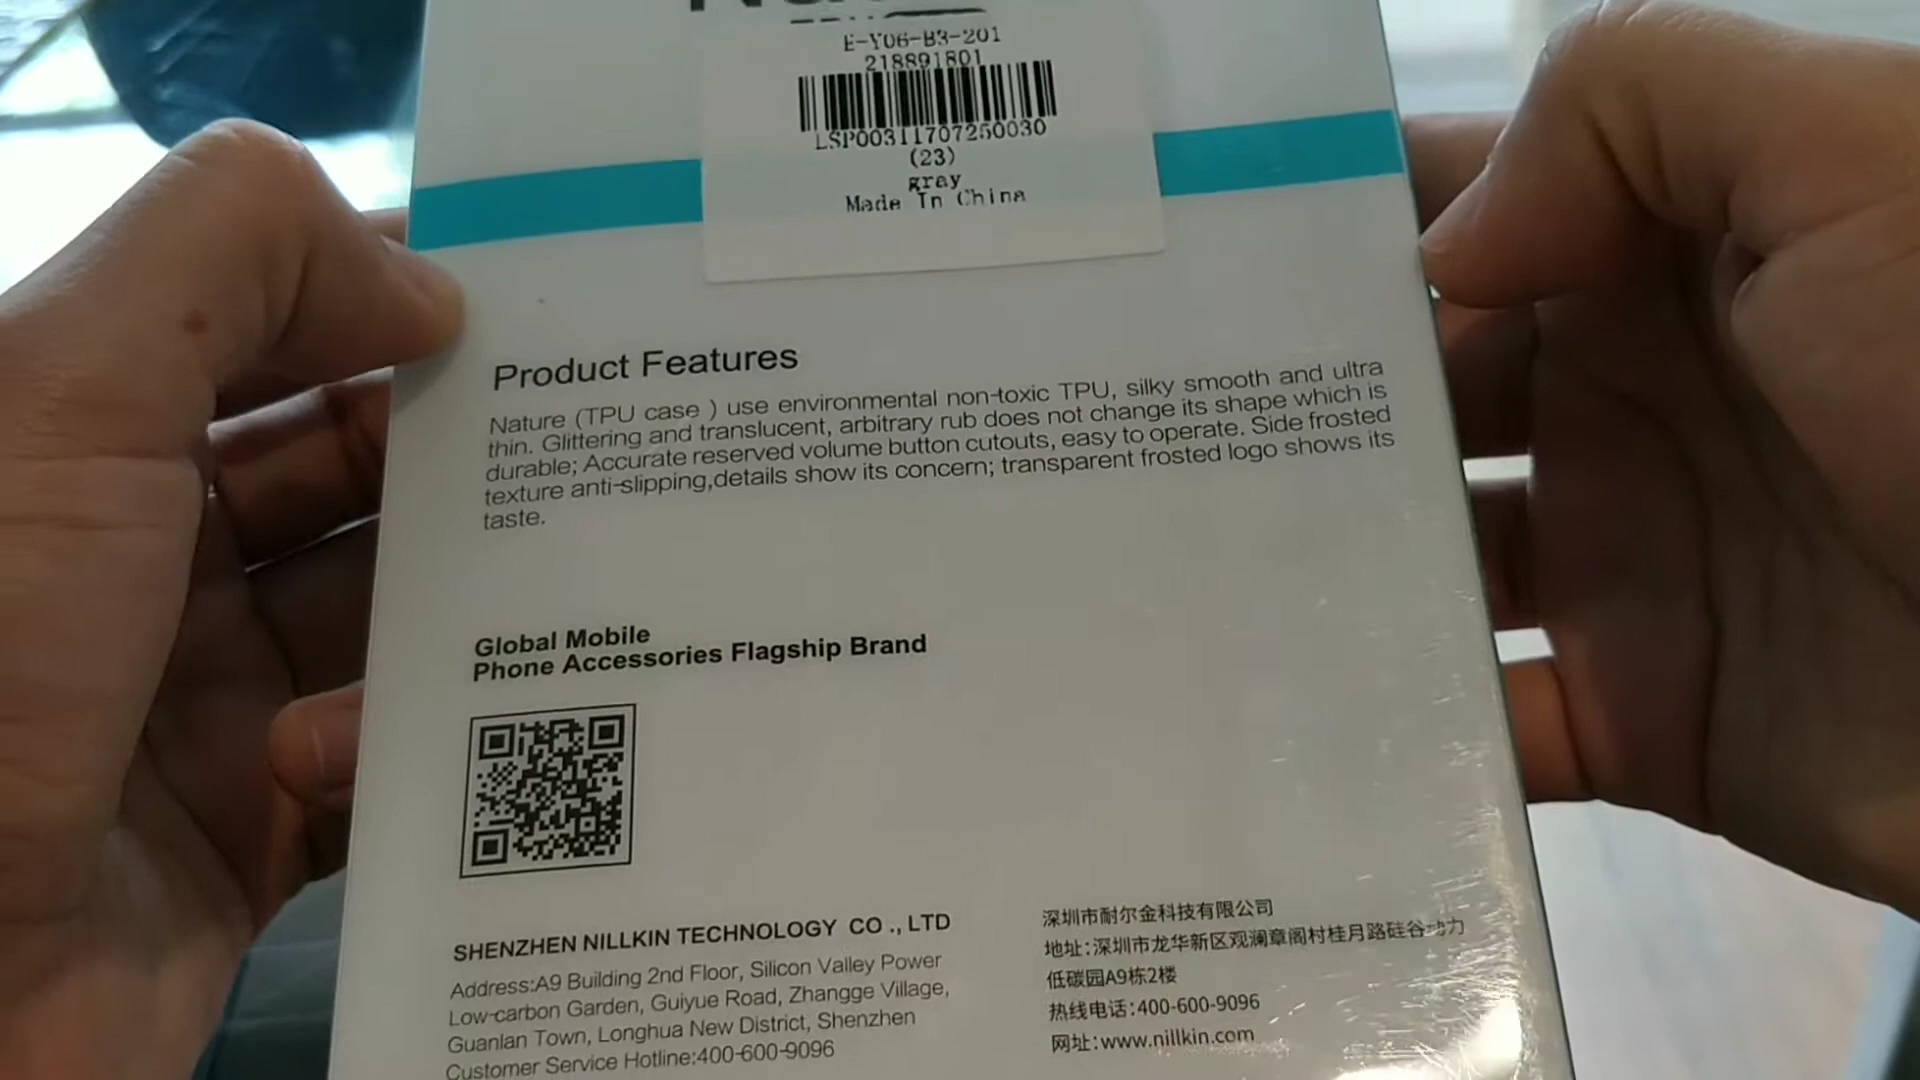 E-Y06-B3-201
218891801
LSP00311707250030
(23)
gray
Made In China
Product Features
Nature (TPU case ) use environmental non-toxic TPU, silky smooth and ultra
thin. Glittering and translucent, arbitrary rub does not change its shape which is
durable; Accurate reserved volume button cutouts, easy to operate. Side frosted
texture anti-slipping,details show its concern; transparent frosted logo shows its
taste.
Global Mobile
Phone Accessories Flagship Brand
SHENZHEN NILLKIN TECHNOLOGY CO ., LTD
Address:A9 Building 2nd Floor, Silicon Valley Power
Low-carbon Garden, Guiyue Road, Zhangge Village,
Guanlan Town, Longhua New District, Shenzhen
Customer Service Hotline:400-600-9096
深圳市耐尔金科技有限公司
地址:深圳市龙华新区观澜章阁村桂月路硅谷动力
低碳园A9栋2楼
热线电话:400-600-9096
网址:www.nillkin.com